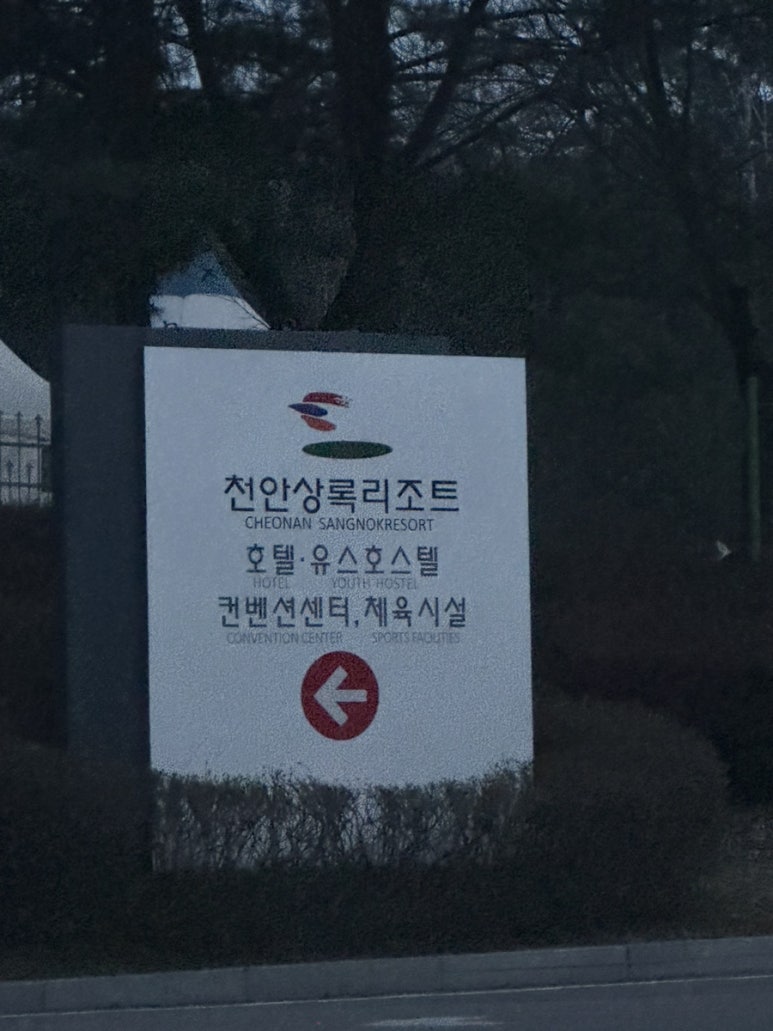 천안상록리조트
CHEONAN SANGNOKRESORT
호텔·유스호스텔
HOTEL YOUTH HOSTEL
컨벤션센터,체육시설
CONVENTION CENTER SPORTS FACILITIES